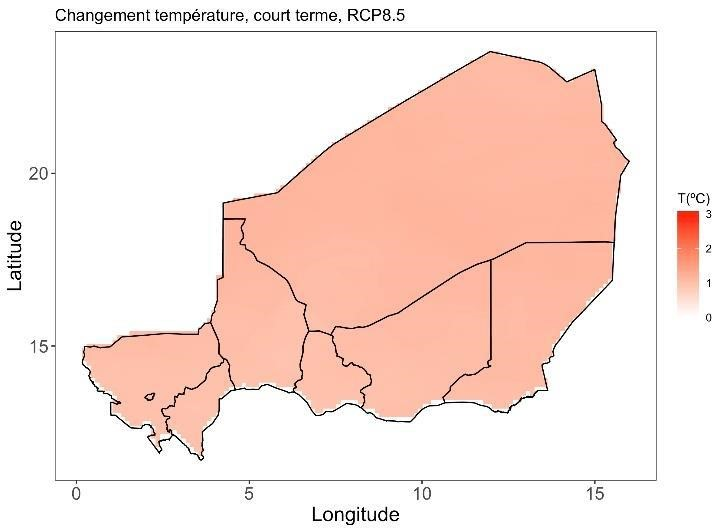 Changement température, court terme, RCP8.5
20
15
Latitude
0 5 10 15
Longitude
T(ºC)
3
2
1
0